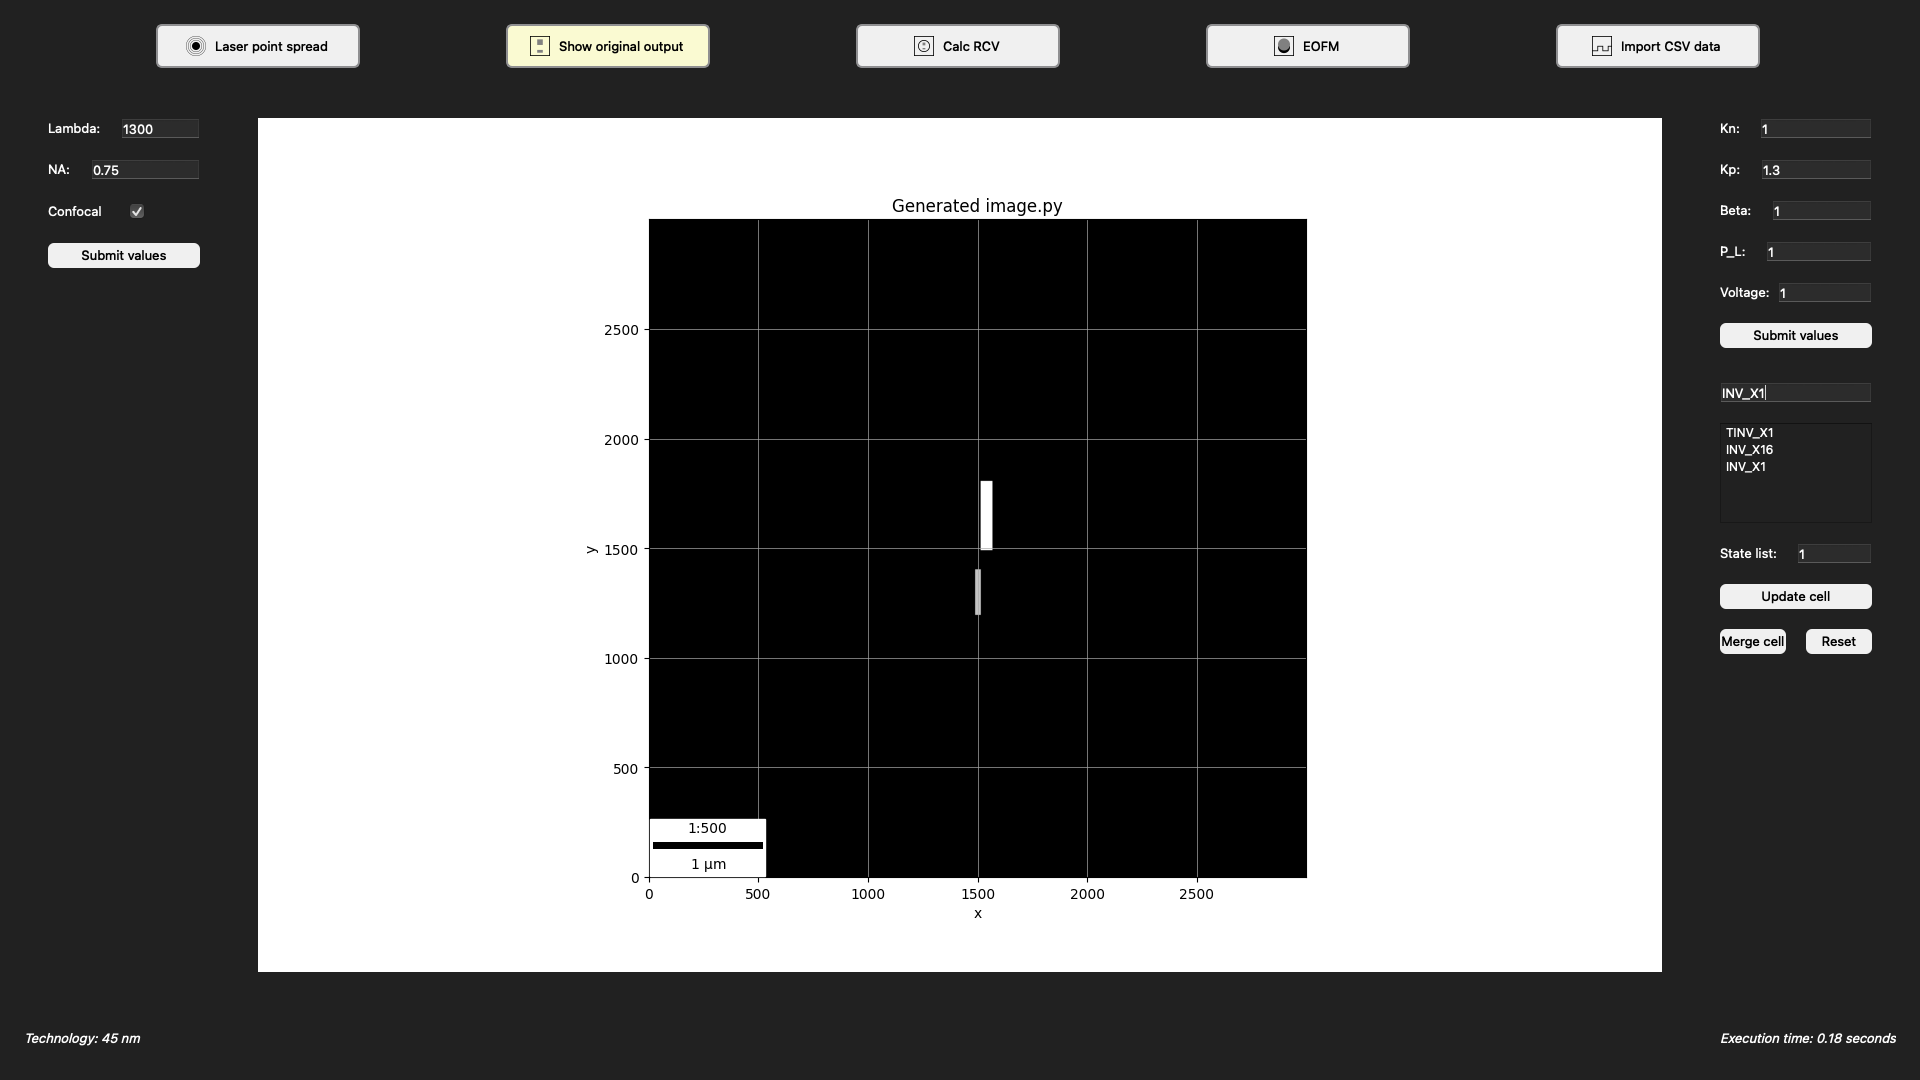 Laser point spread
Show original output
Calc RCV
EOFM
Import CSV data
Lambda: 1300
NA: 0.75
Confocal
Submit values
Generated image.py
2500
2000
1500
1000
500
0
y
1:500
1 µm
0 500 1000 1500 2000 2500
x
Kn: 1
Kp: 1.3
Beta: 1
P_L: 1
Voltage: 1
Submit values
INV_X1
TINV_X1
INV_X16
INV_X1
State list: 1
Update cell
Merge cell Reset
Technology: 45 nm
Execution time: 0.18 seconds